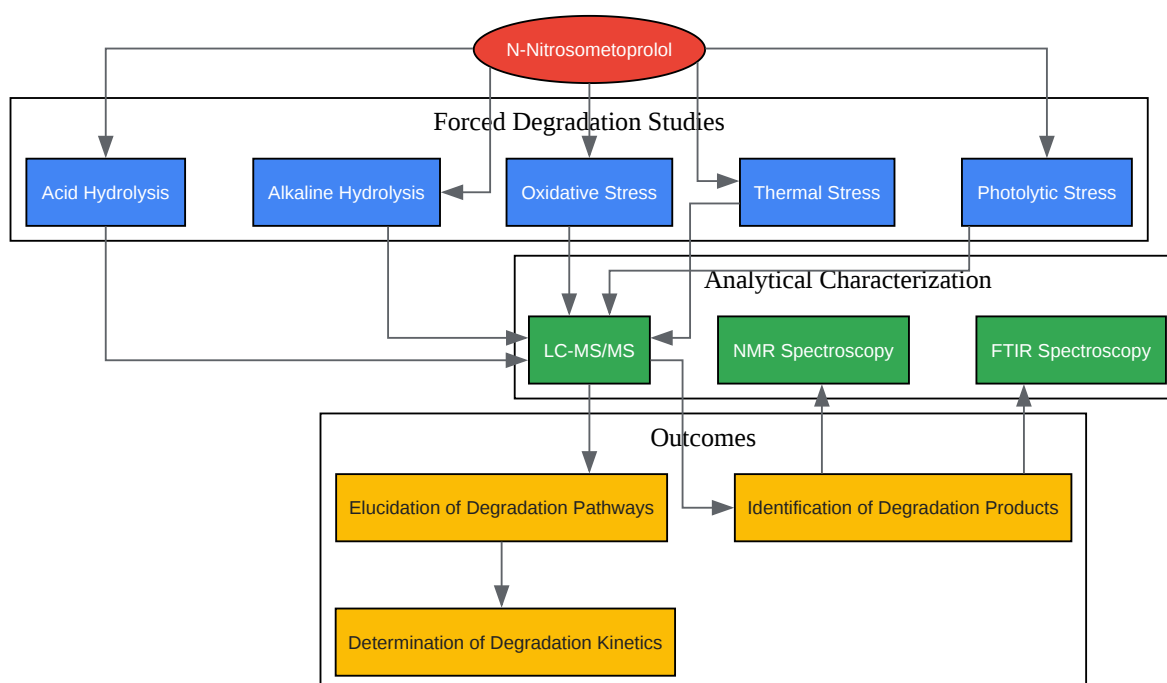 N-Nitrosometoprolol
Forced Degradation Studies
Acid Hydrolysis
Alkaline Hydrolysis
Oxidative Stress
Thermal Stress
Photolytic Stress
Analytical Characterization
LC-MS/MS
NMR Spectroscopy
FTIR Spectroscopy
Outcomes
Elucidation of Degradation Pathways
Identification of Degradation Products
Determination of Degradation Kinetics